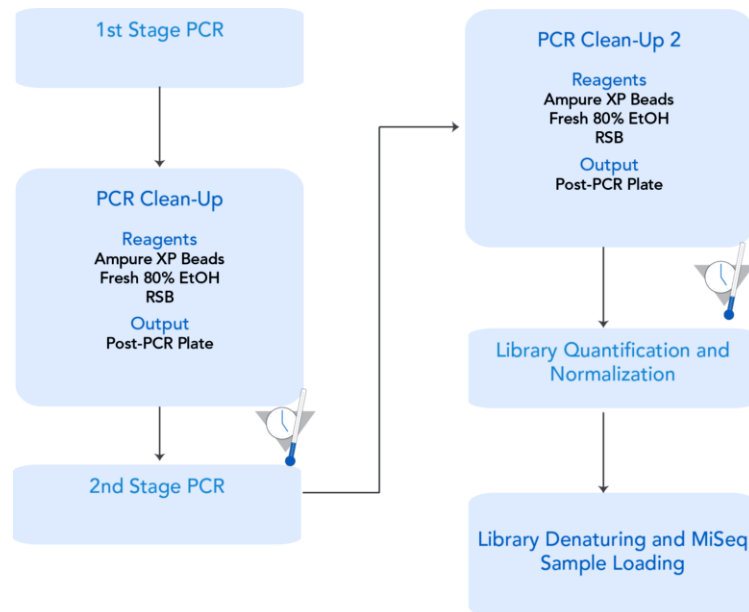 1st Stage PCR
PCR Clean-Up
Reagents
Ampure XP Beads
Fresh 80% EtOH
RSB
Output
Post-PCR Plate
2nd Stage PCR
PCR Clean-Up 2
Reagents
Ampure XP Beads
Fresh 80% EtOH
RSB
Output
Post-PCR Plate
Library Quantification and
Normalization
Library Denaturing and MiSeq
Sample Loading